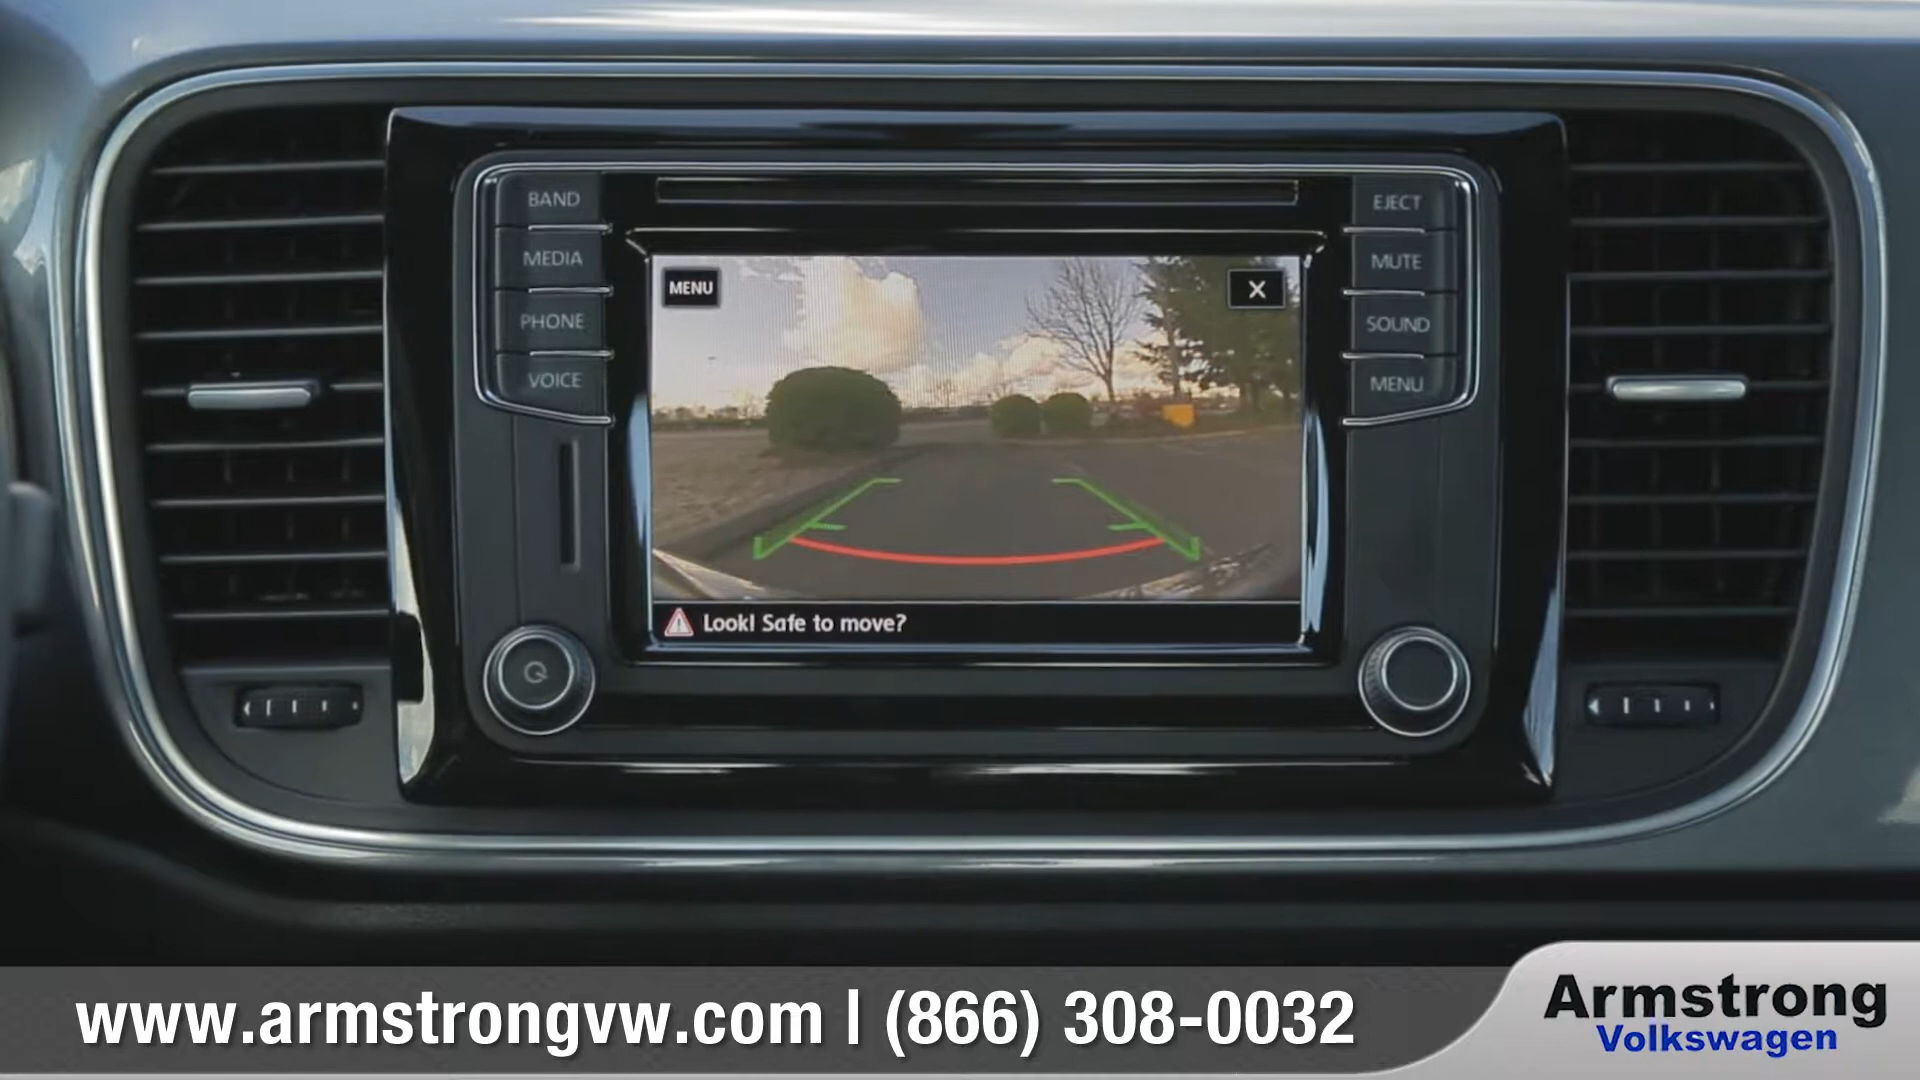 BAND
MEDIA
PHONE
VOICE
EJECT
MUTE
SOUND
MENU
MENU
X
Look! Safe to move?
www.armstrongvw.com | (866) 308-0032
Armstrong
Volkswagen